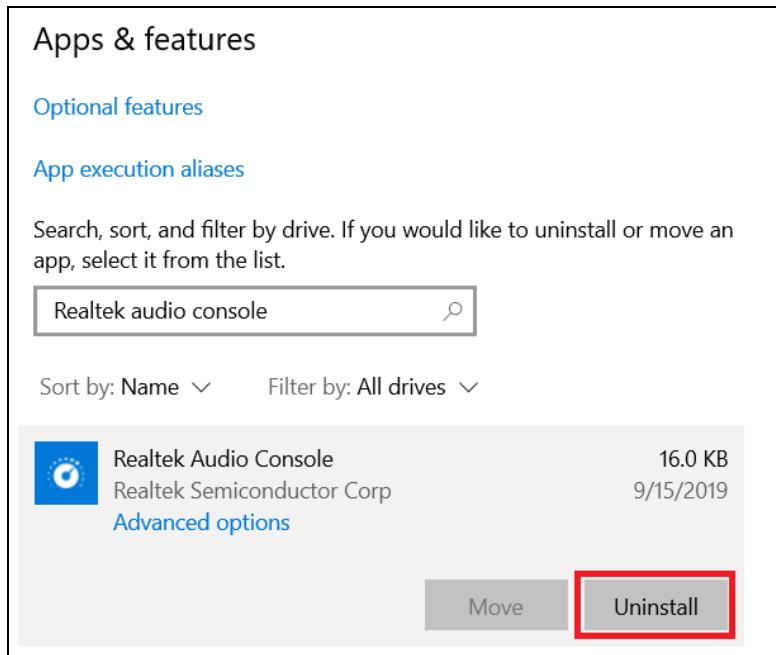 Apps & features
Optional features
App execution aliases
Search, sort, and filter by drive. If you would like to uninstall or move an
app, select it from the list.
Realtek audio console
Sort by: Name Filter by: All drives
Realtek Audio Console 16.0 KB
Realtek Semiconductor Corp 9/15/2019
Advanced options
Move Uninstall